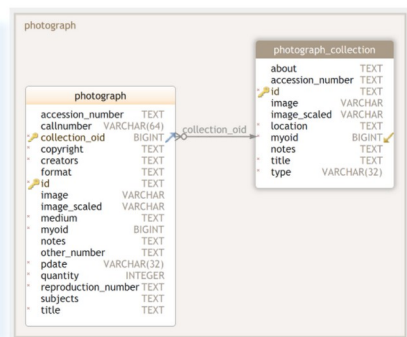 photograph
photograph_collection
about TEXT
accession_number TEXT
id TEXT
image VARCHAR
image_scaled VARCHAR
location TEXT
myoid BIGINT
notes TEXT
title TEXT
type VARCHAR(32)
collection_oid
photograph
accession_number TEXT
callnumber VARCHAR(64)
collection_oid BIGINT
copyright TEXT
creators TEXT
format TEXT
id TEXT
image VARCHAR
image_scaled VARCHAR
medium TEXT
myoid BIGINT
notes TEXT
other_number TEXT
pdate VARCHAR(32)
quantity INTEGER
reproduction_number TEXT
subjects TEXT
title TEXT